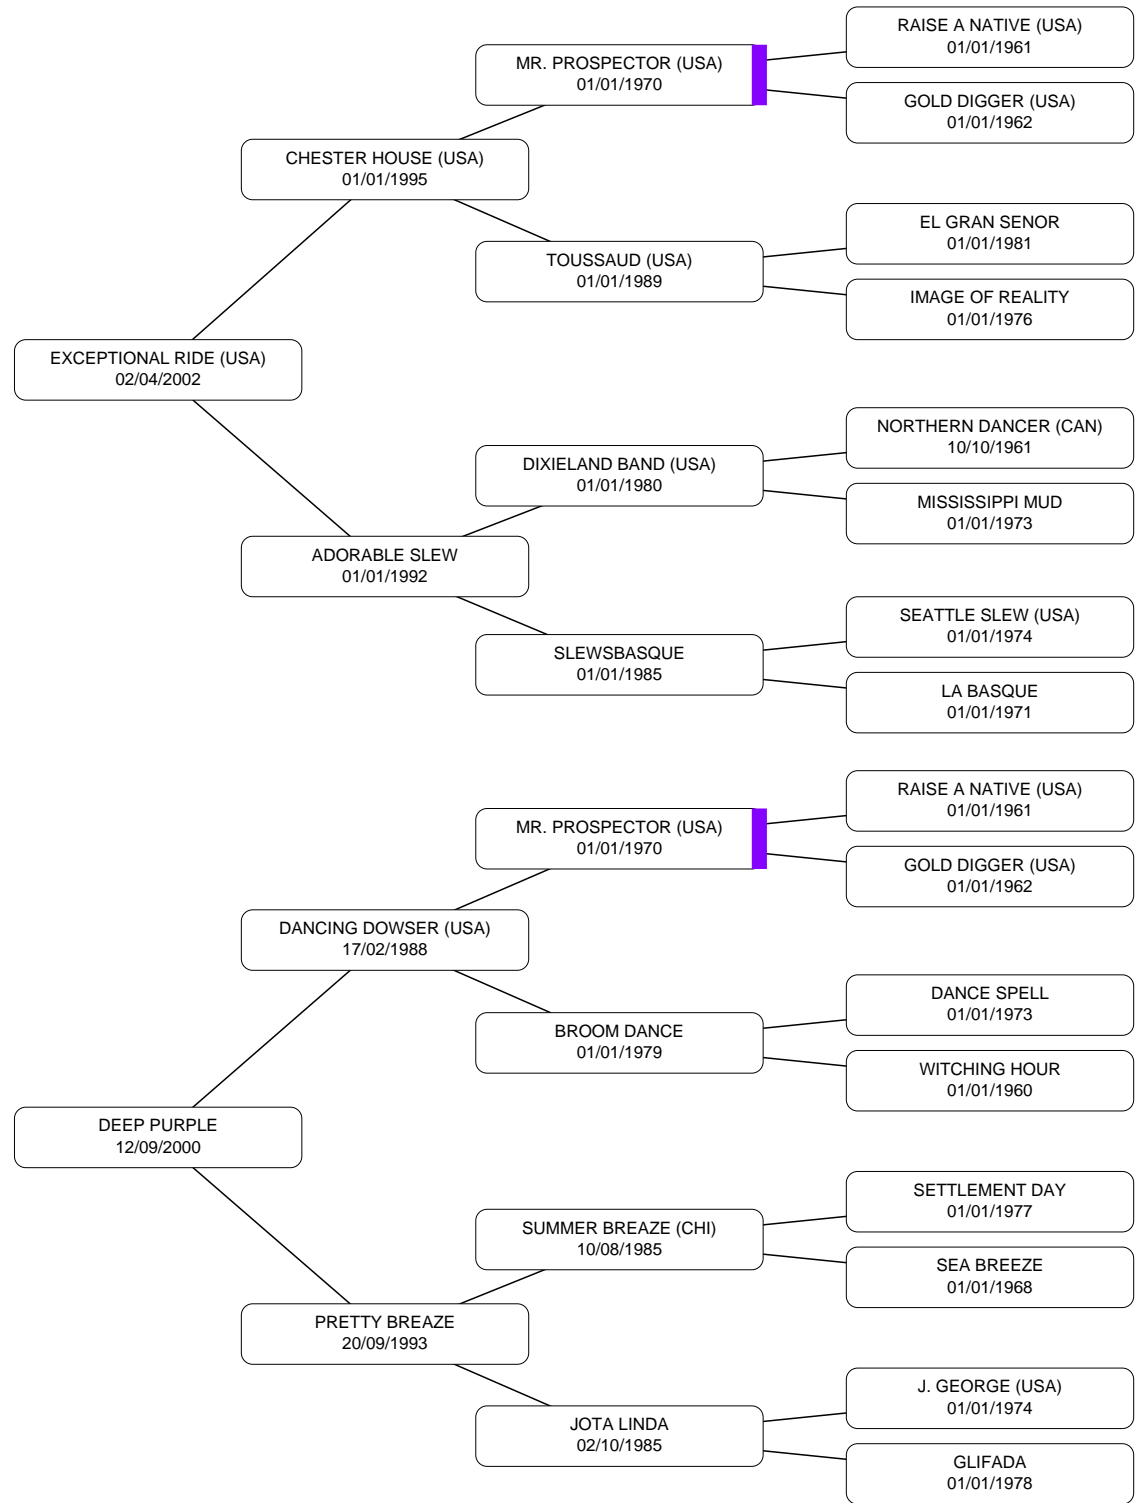 RAISE A NATIVE (USA)
01/01/1961
MR. PROSPECTOR (USA)
01/01/1970
GOLD DIGGER (USA)
01/01/1962
CHESTER HOUSE (USA)
01/01/1995
EL GRAN SENOR
01/01/1981
TOUSSAUD (USA)
01/01/1989
IMAGE OF REALITY
01/01/1976
EXCEPTIONAL RIDE (USA)
02/04/2002
NORTHERN DANCER (CAN)
10/10/1961
DIXIELAND BAND (USA)
01/01/1980
MISSISSIPPI MUD
01/01/1973
ADORABLE SLEW
01/01/1992
SEATTLE SLEW (USA)
01/01/1974
SLEWSBASQUE
01/01/1985
LA BASQUE
01/01/1971
RAISE A NATIVE (USA)
01/01/1961
MR. PROSPECTOR (USA)
01/01/1970
GOLD DIGGER (USA)
01/01/1962
DANCING DOWSER (USA)
17/02/1988
DANCE SPELL
01/01/1973
BROOM DANCE
01/01/1979
WITCHING HOUR
01/01/1960
DEEP PURPLE
12/09/2000
SETTLEMENT DAY
01/01/1977
SUMMER BREAZE (CHI)
10/08/1985
SEA BREEZE
01/01/1968
PRETTY BREAZE
20/09/1993
J. GEORGE (USA)
01/01/1974
JOTA LINDA
02/10/1985
GLIFADA
01/01/1978